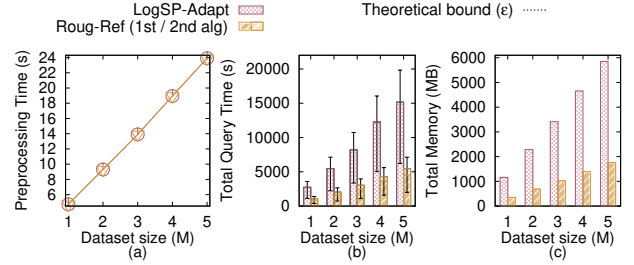 LogSP-Adapt
Theoretical bound (ε)
Roug-Ref (1st / 2nd alg)
Preprocessing Time (s)
24
22
20
18
16
14
12
10
8
6
1 2 3 4 5
Dataset size (M)
(a)
Total Query Time (s)
20000
15000
10000
5000
0
1 2 3 4 5
Dataset size (M)
(b)
Total Memory (MB)
6000
5000
4000
3000
2000
1000
0
1 2 3 4 5
Dataset size (M)
(c)